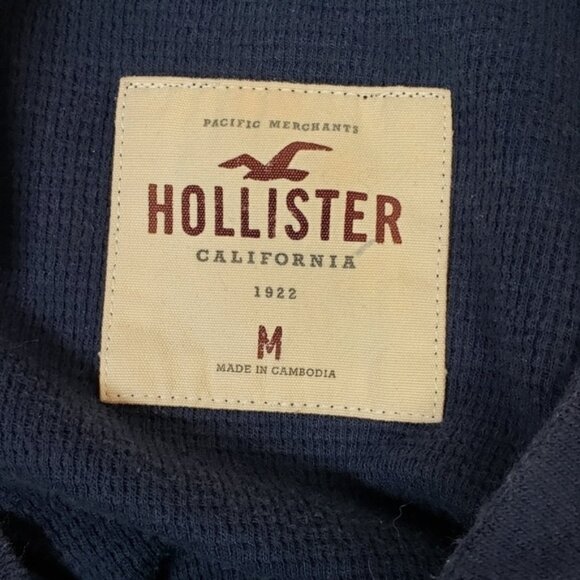 PACIFIC MERCHANTS
HOLLISTER
CALIFORNIA
1922
M
MADE IN CAMBODIA